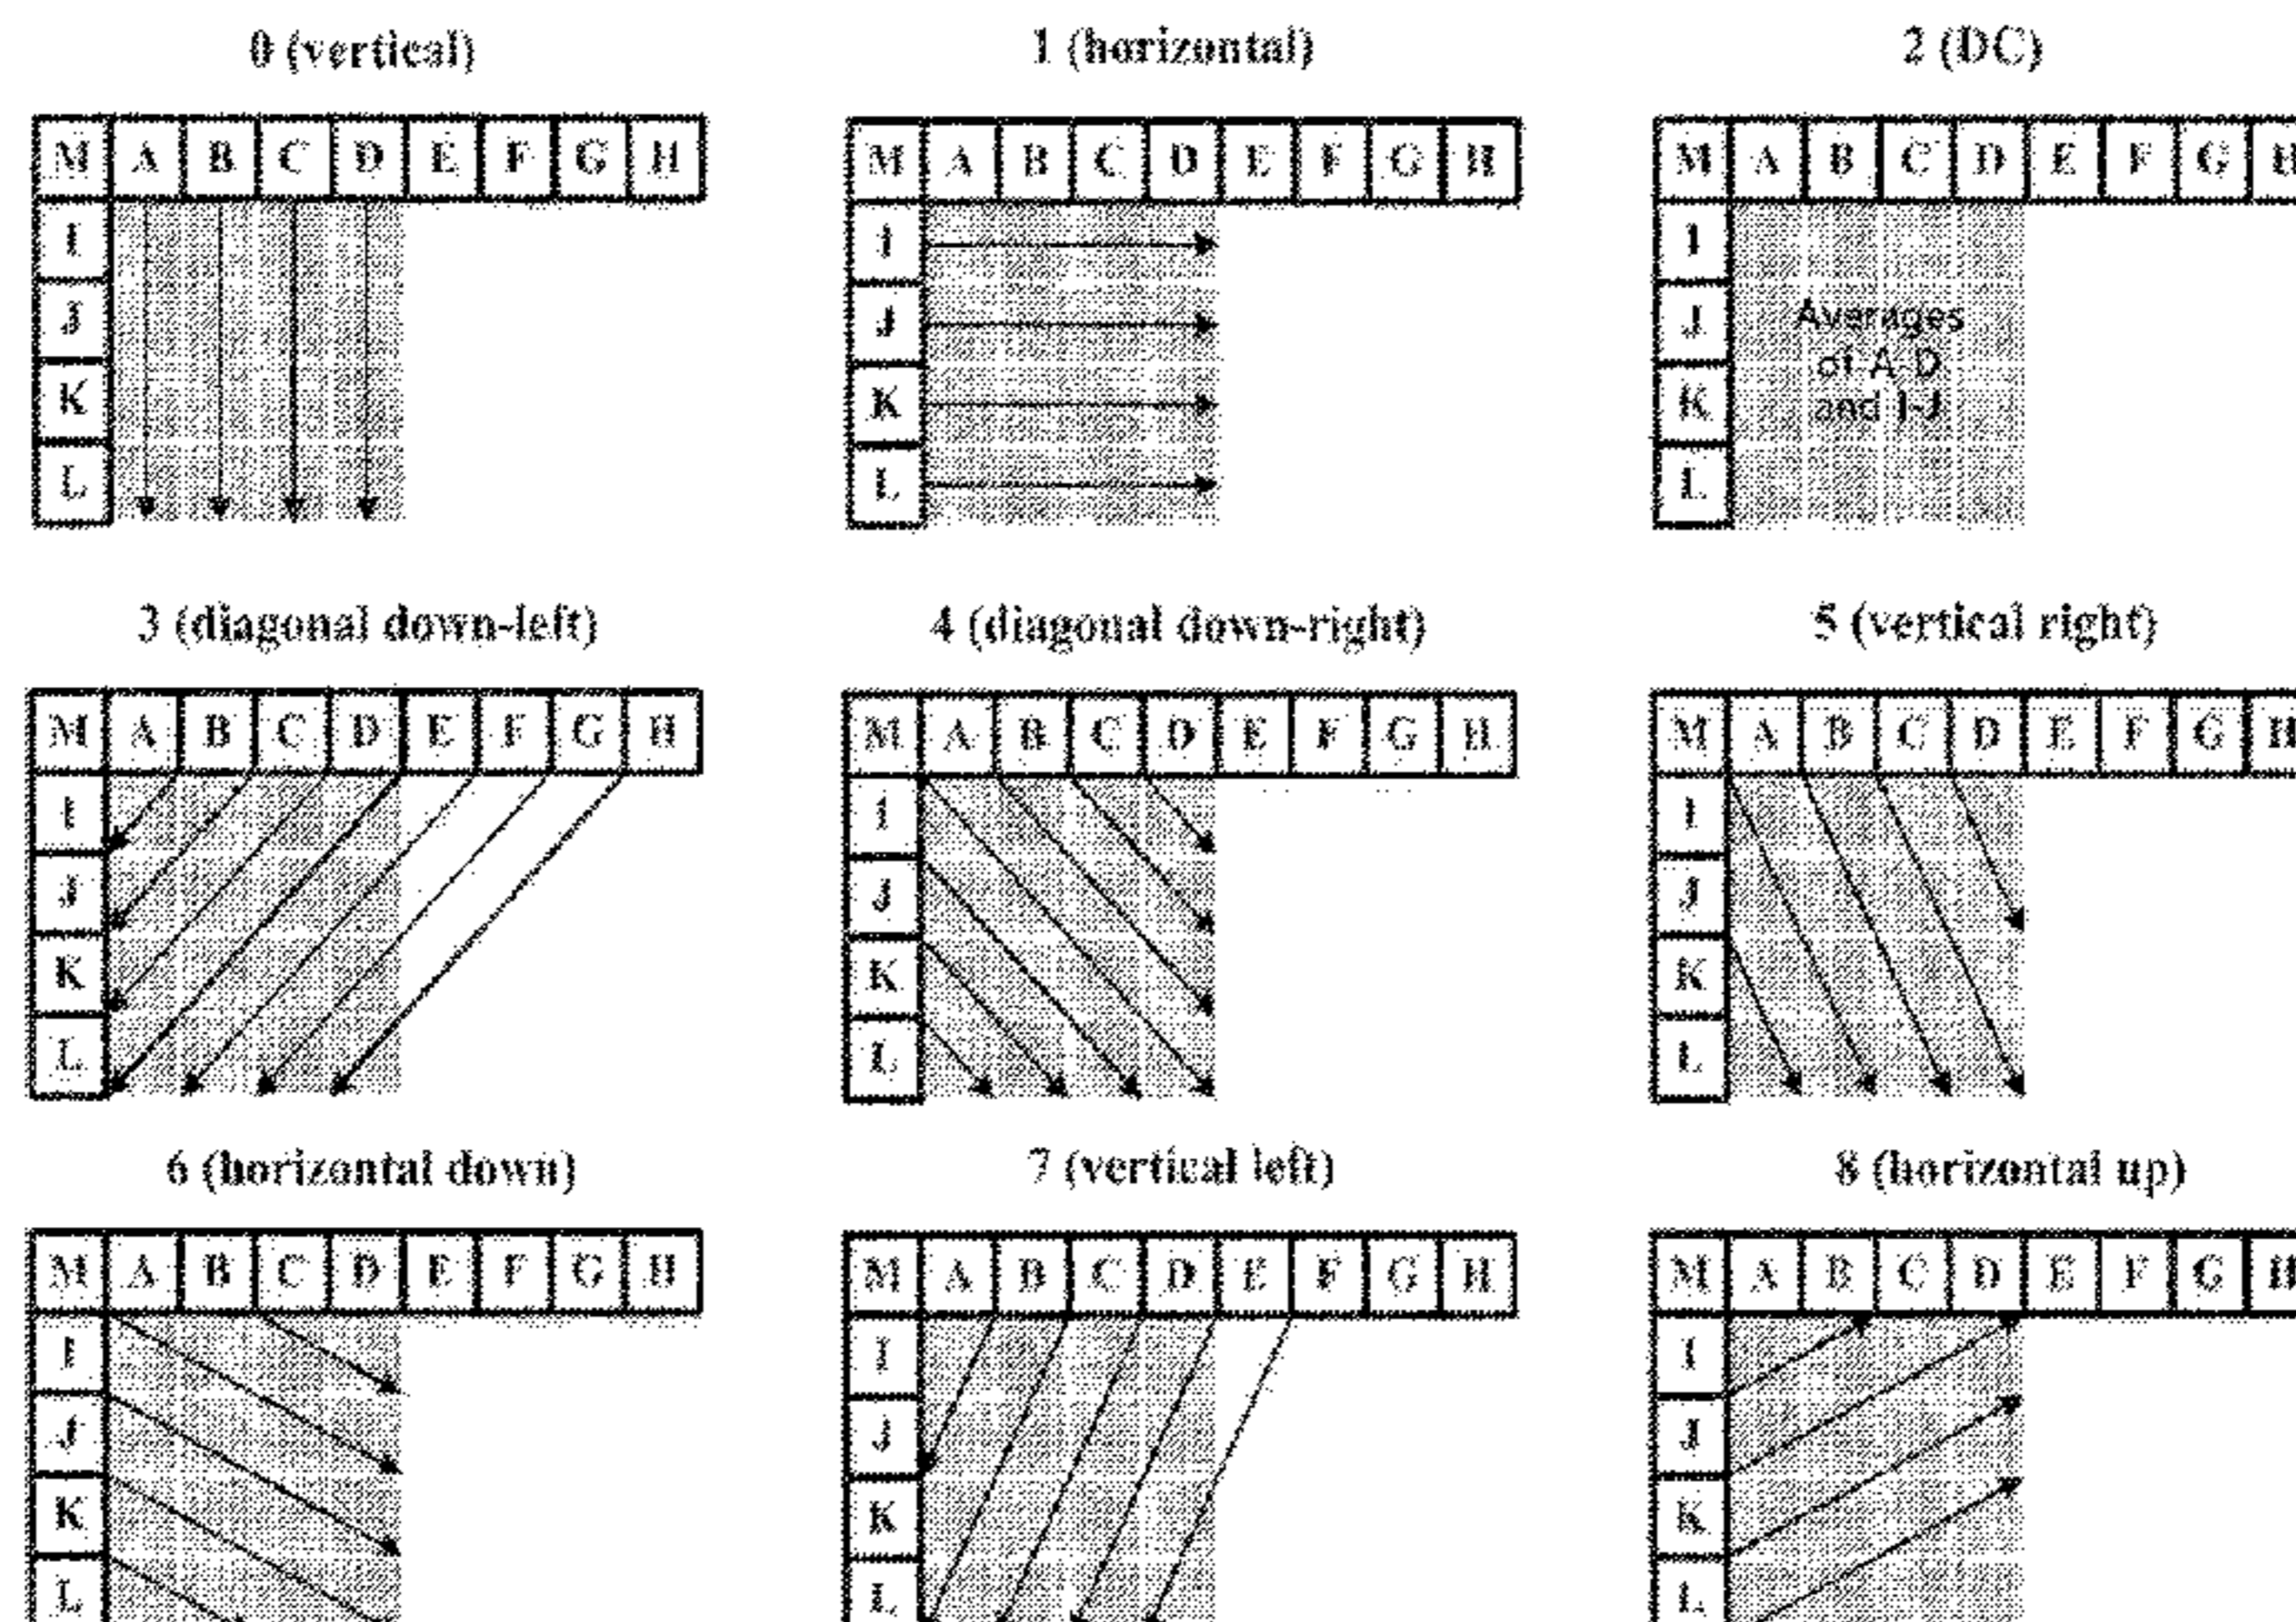 0 (vertical)
1 (horizontal)
2 (DC)
M A B C D E F G H
I
J
K
L
M A B C D E F G H
I
J
K
L
M A B C D E F G H
I
J
K
L
Averages
of A-D
and I-J
3 (diagonal down-left)
4 (diagonal down-right)
5 (vertical right)
M A B C D E F G H
I
J
K
L
M A B C D E F G H
I
J
K
L
M A B C D E F G H
I
J
K
L
6 (horizontal down)
7 (vertical left)
8 (horizontal up)
M A B C D E F G H
I
J
K
L
M A B C D E F G H
I
J
K
L
M A B C D E F G H
I
J
K
L